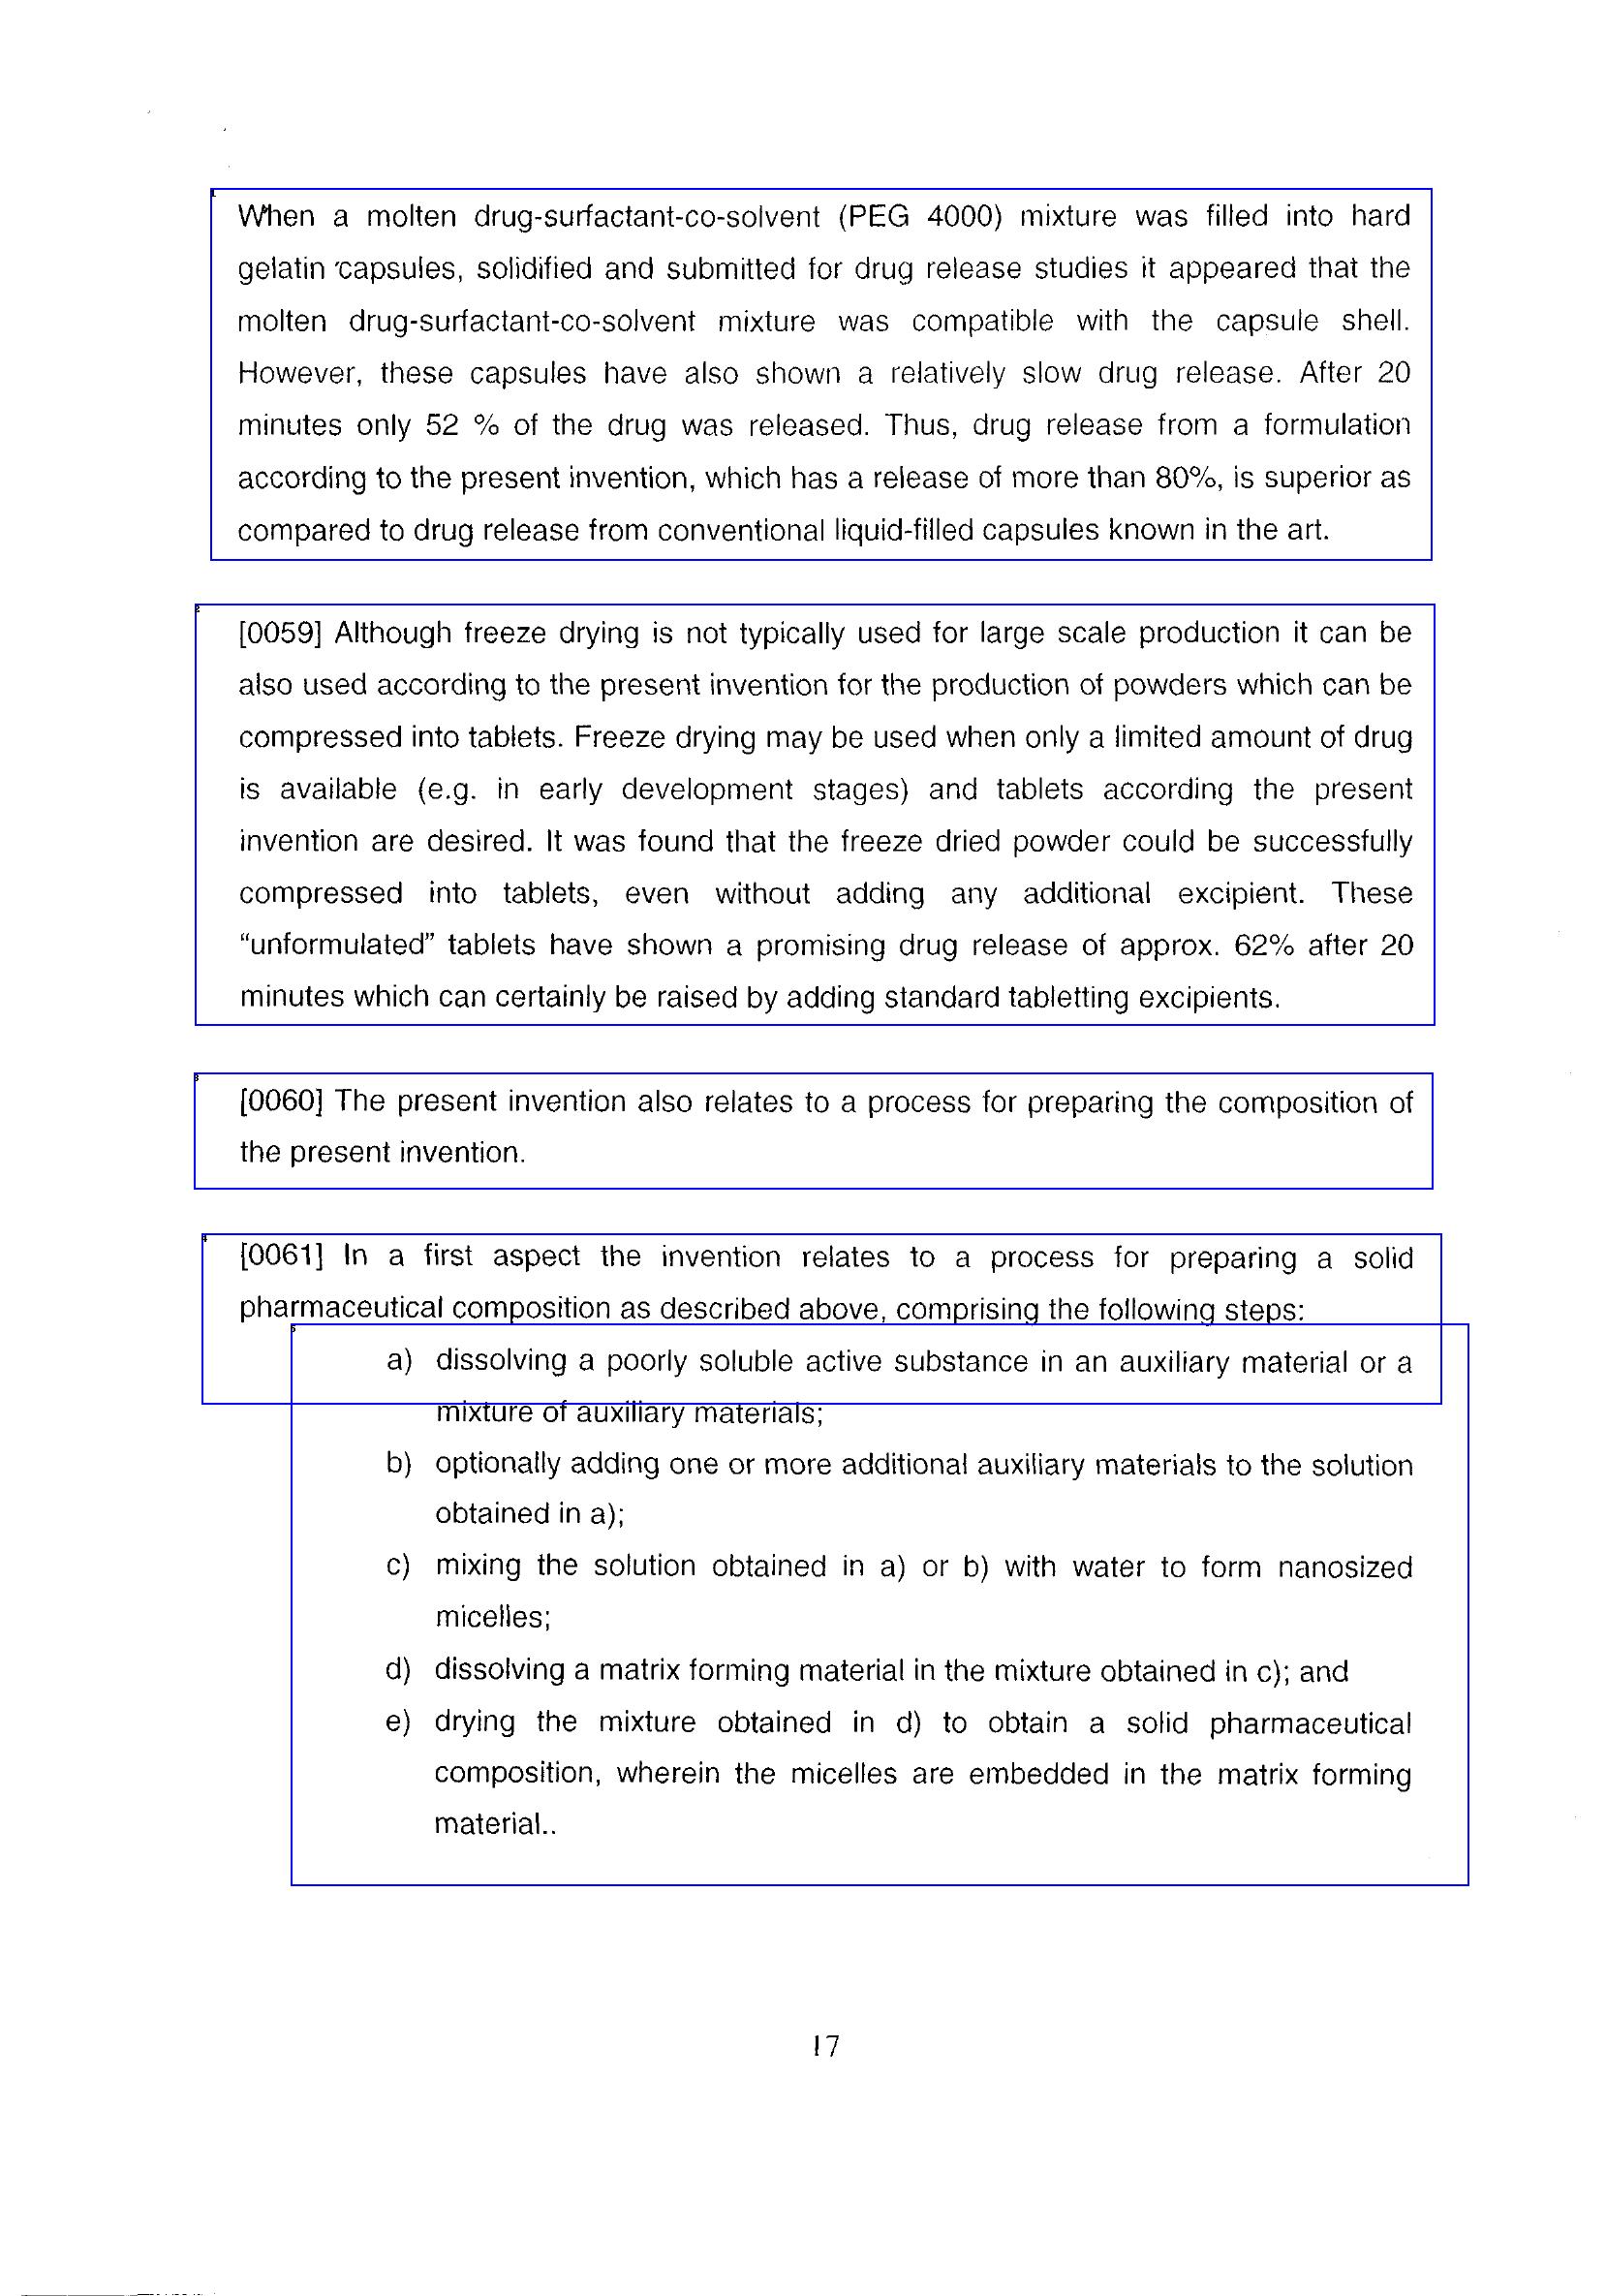 When a molten drug-surfactant-co-solvent (PEG 4000) mixture was filled into hard
gelatin capsules, solidified and submitted for drug release studies it appeared that the
molten drug-surfactant-co-solvent mixture was compatible with the capsule shell.
However, these capsules have also shown a relatively slow drug release. After 20
minutes only 52 % of the drug was released. Thus, drug release from a formulation
according to the present invention, which has a release of more than 80%, is superior as
compared to drug release from conventional liquid-filled capsules known in the art.
[0059] Although freeze drying is not typically used for large scale production it can be
also used according to the present invention for the production of powders which can be
compressed into tablets. Freeze drying may be used when only a limited amount of drug
is available (e.g. in early development stages) and tablets according the present
invention are desired. It was found that the freeze dried powder could be successfully
compressed into tablets, even without adding any additional excipient. These
“unformulated” tablets have shown a promising drug release of approx. 62% after 20
minutes which can certainly be raised by adding standard tabletting excipients.
[0060] The present invention also relates to a process for preparing the composition of
the present invention.
[0061] In a first aspect the invention relates to a process for preparing a solid
pharmaceutical composition as described above, comprising the following steps:
a) dissolving a poorly soluble active substance in an auxiliary material or a
mixture of auxiliary materials;
b) optionally adding one or more additional auxiliary materials to the solution
obtained in a);
c) mixing the solution obtained in a) or b) with water to form nanosized
micelles;
d) dissolving a matrix forming material in the mixture obtained in c); and
e) drying the mixture obtained in d) to obtain a solid pharmaceutical
composition, wherein the micelles are embedded in the matrix forming
material..
17